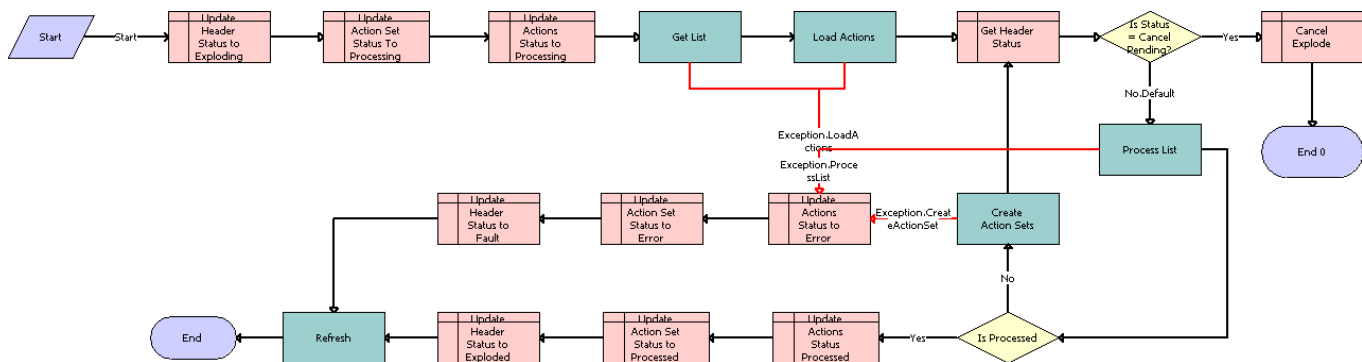 Start
Start
Update
Header
Status to
Exploding
Update
Action Set
Status To
Processing
Update
Actions
Status to
Processing
Get List
Load Actions
Get Header
Status
Is Status
= Cancel
Pending?
Yes
Cancel
Explode
No.Default
End 0
Process List
Exception.LoadA
ctions
Exception.Proce
ssList
Update
Header
Status to
Fault
Update
Action Set
Status to
Error
Update
Actions
Status to
Error
Exception.Creat
eActionSet
Create
Action Sets
No
End
Refresh
Update
Header
Status to
Exploded
Update
Action Set
Status to
Processed
Update
Actions
Status
Processed
Yes
Is Processed